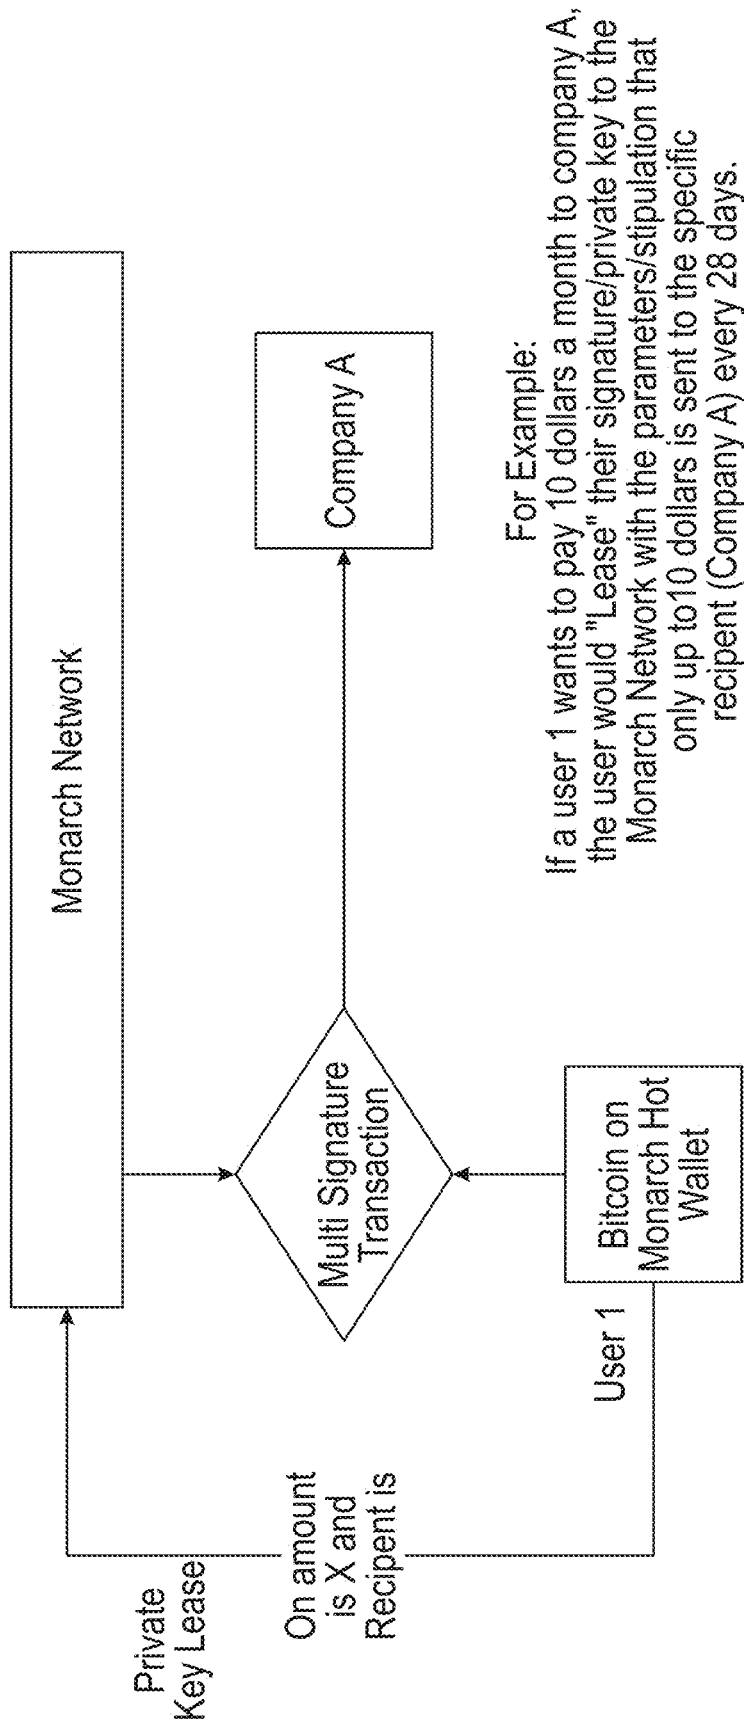 Private
Key Lease
On amount
is X and
Recipent is
User 1
Monarch Network
Multi Signature
Transaction
Bitcoin on
Monarch Hot
Wallet
Company A
For Example:
If a user 1 wants to pay 10 dollars a month to company A,
the user would "Lease" their signature/private key to the
Monarch Network with the parameters/stipulation that
only up to10 dollars is sent to the specific
recipent (Company A) every 28 days.